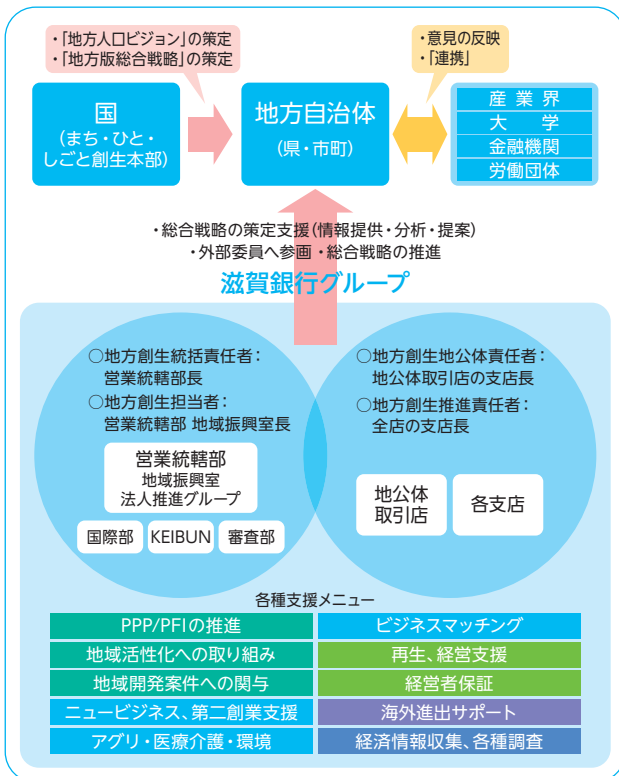 ・「地方人口ビジョン」の策定
・「地方版総合戦略」の策定
・意見の反映
・「連携」
国
(まち・ひと・
しごと創生本部)
地方自治体
(県・市町)
産業界
大学
金融機関
労働団体
・総合戦略の策定支援(情報提供・分析・提案)
・外部委員へ参画・総合戦略の推進
滋賀銀行グループ
○地方創生統括責任者：
営業統轄部長
○地方創生担当者：
営業統轄部 地域振興室長
営業統轄部
地域振興室
法人推進グループ
国際部
KEIBUN
審査部
○地方創生地公体責任者：
地公体取引店の支店長
○地方創生推進責任者：
全店の支店長
地公体
取引店
各支店
各種支援メニュー
PPP/PFIの推進
ビジネスマッチング
地域活性化への取り組み
再生、経営支援
地域開発案件への関与
経営者保証
ニュービジネス、第二創業支援
海外進出サポート
アグリ・医療介護・環境
経済情報収集、各種調査